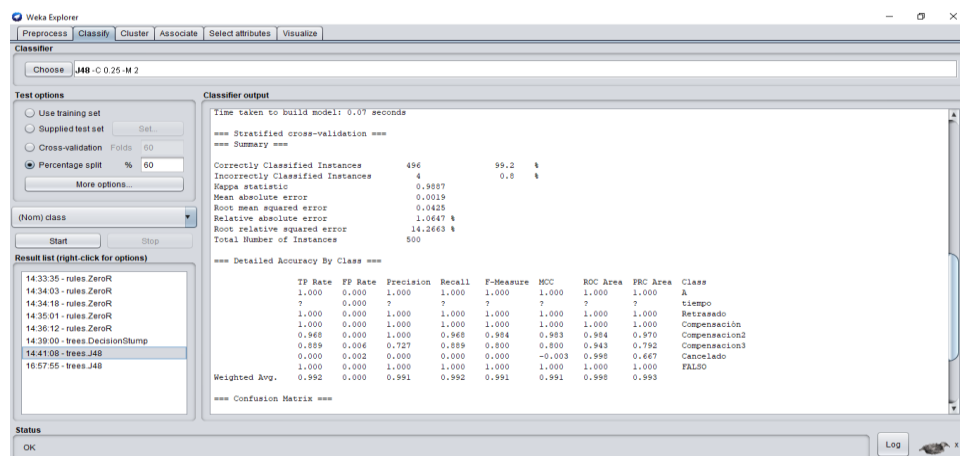 Weka Explorer
Preprocess Classify Cluster Associate Select attributes Visualize
Classifier
Choose J48 -C 0.25 -M 2
Test options
Use training set
Supplied test set Set...
Cross-validation Folds 60
Percentage split % 60
More options...
(Nom) class
Start Stop
Result list (right-click for options)
14:33:35 - rules.ZeroR
14:34:03 - rules.ZeroR
14:34:18 - rules.ZeroR
14:35:01 - rules.ZeroR
14:36:12 - rules.ZeroR
14:39:00 - trees.DecisionStump
14:41:08 - trees.J48
16:57:55 - trees.J48
Classifier output
Time taken to build model: 0.07 seconds
=== Stratified cross-validation ===
=== Summary ===
Correctly Classified Instances 496 99.2 %
Incorrectly Classified Instances 4 0.8 %
Kappa statistic 0.9887
Mean absolute error 0.0019
Root mean squared error 0.0425
Relative absolute error 1.0647 %
Root relative squared error 14.2663 %
Total Number of Instances 500
=== Detailed Accuracy By Class ===
TP Rate FP Rate Precision Recall F-Measure MCC ROC Area PRC Area Class
1.000 0.000 1.000 1.000 1.000 1.000 1.000 1.000 A
? 0.000 ? ? ? ? ? ? tiempo
1.000 0.000 1.000 1.000 1.000 1.000 1.000 1.000 Retrasado
1.000 0.000 1.000 1.000 1.000 1.000 1.000 1.000 Compensación
0.968 0.000 1.000 0.968 0.984 0.983 0.984 0.970 Compensacion2
0.889 0.006 0.727 0.889 0.800 0.800 0.943 0.792 Compensacion3
0.000 0.002 0.000 0.000 0.000 -0.003 0.998 0.667 Cancelado
1.000 0.000 1.000 1.000 1.000 1.000 1.000 1.000 FALSO
Weighted Avg. 0.992 0.000 0.991 0.992 0.991 0.991 0.998 0.993
=== Confusion Matrix ===
Status
OK
Log
x